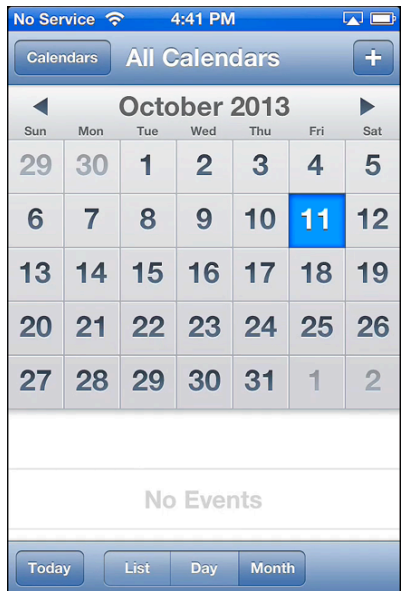 No Service 4:41 PM
Calendars All Calendars +
October 2013
Sun Mon Tue Wed Thu Fri Sat
29 30 1 2 3 4 5
6 7 8 9 10 11 12
13 14 15 16 17 18 19
20 21 22 23 24 25 26
27 28 29 30 31 1 2
No Events
Today List Day Month